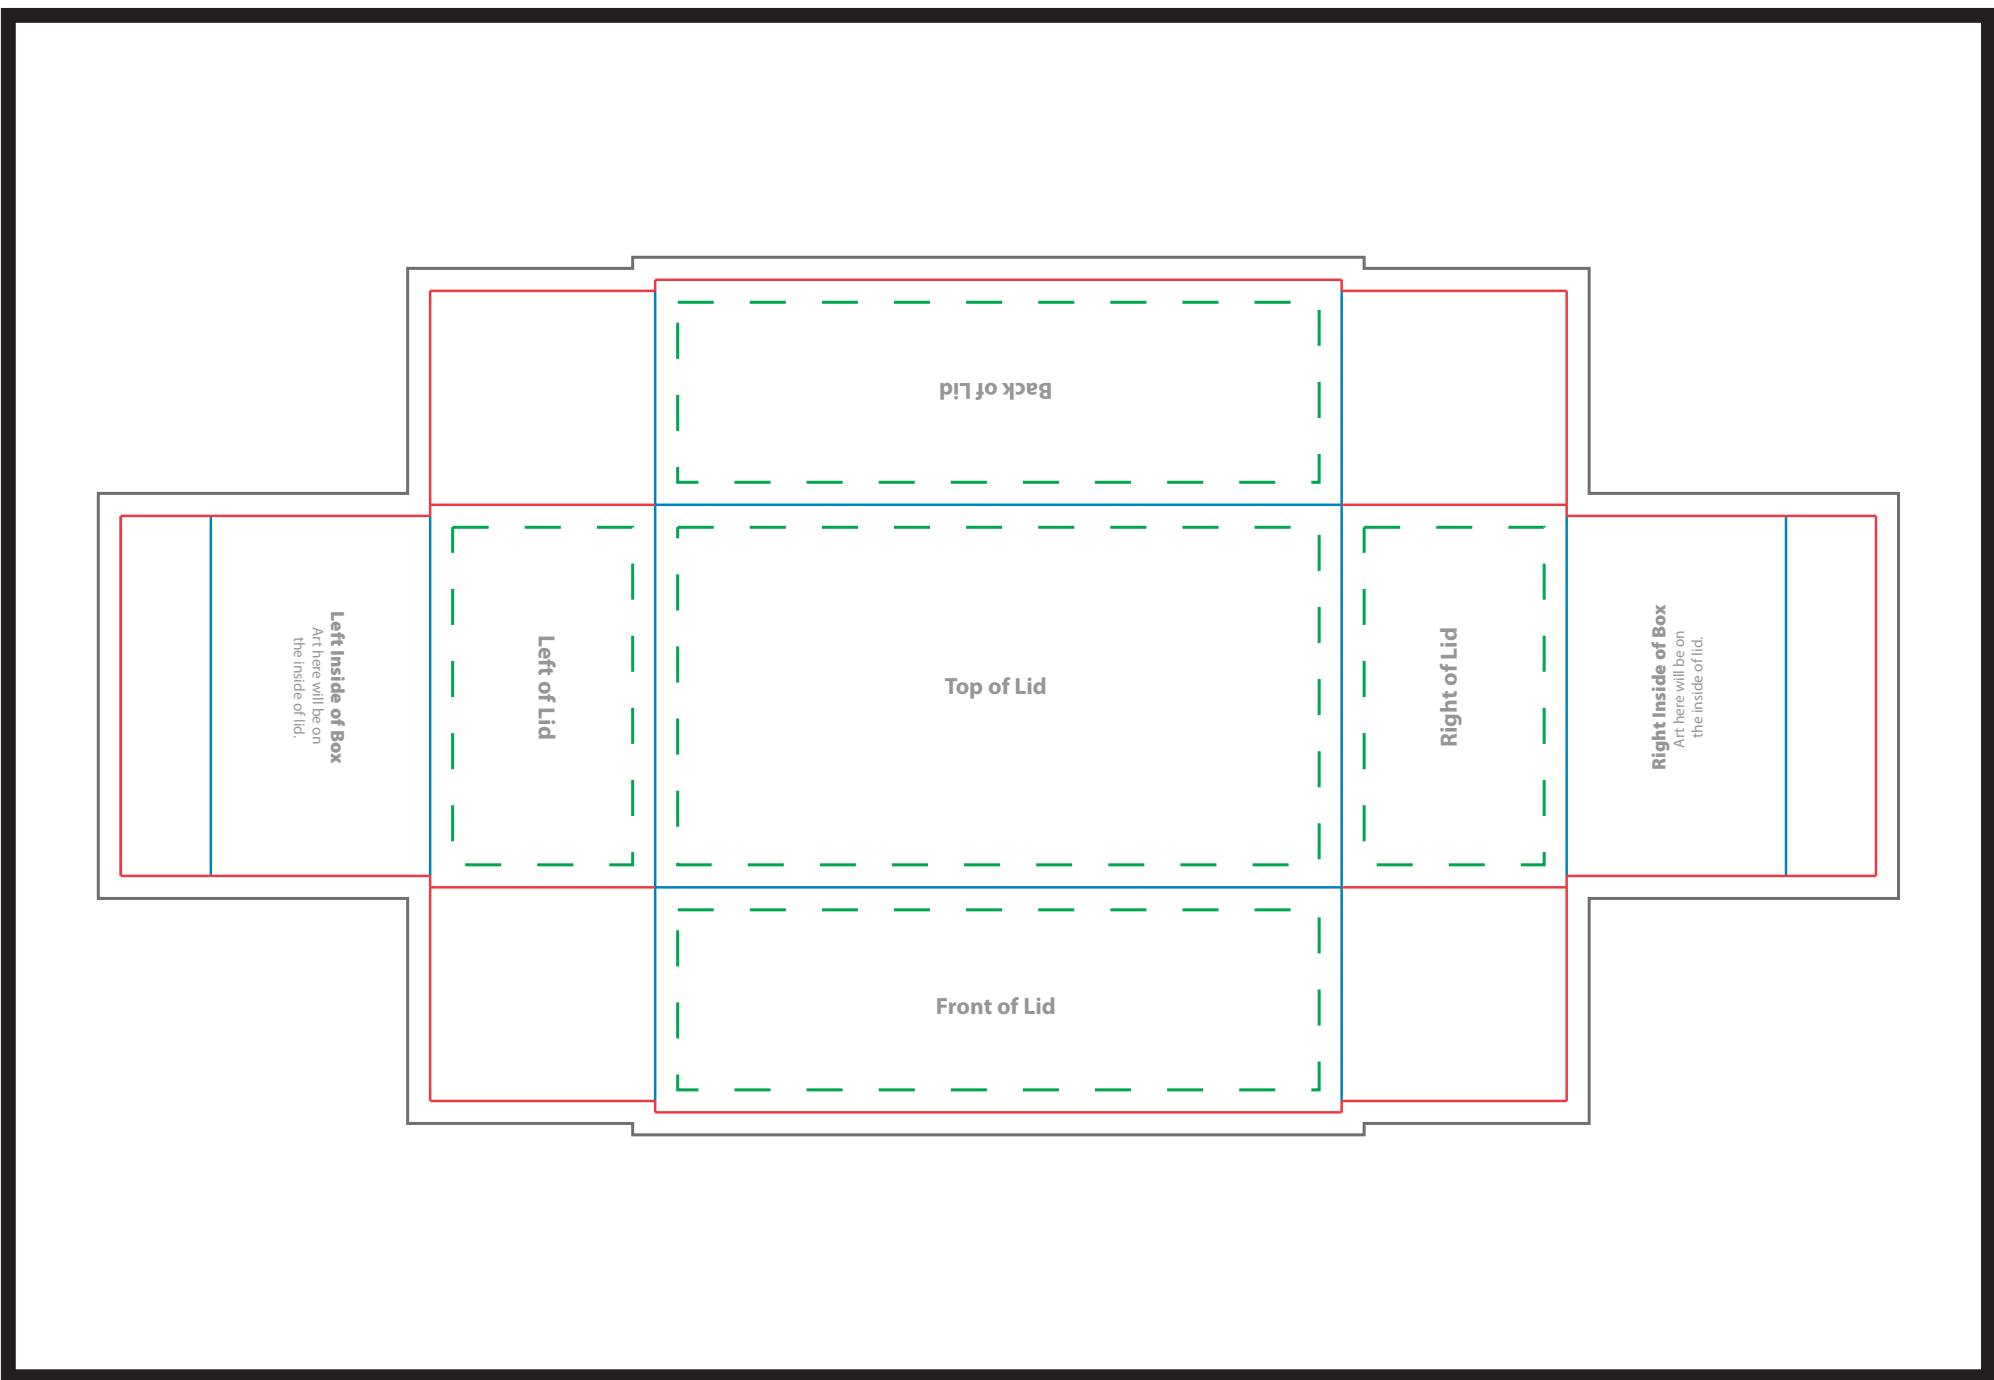 Back of Lid
Left Inside of Box
Art here will be on
the inside of lid.
Left of Lid
Top of Lid
Right of Lid
Right Inside of Box
Art here will be on
the inside of lid.
Front of Lid